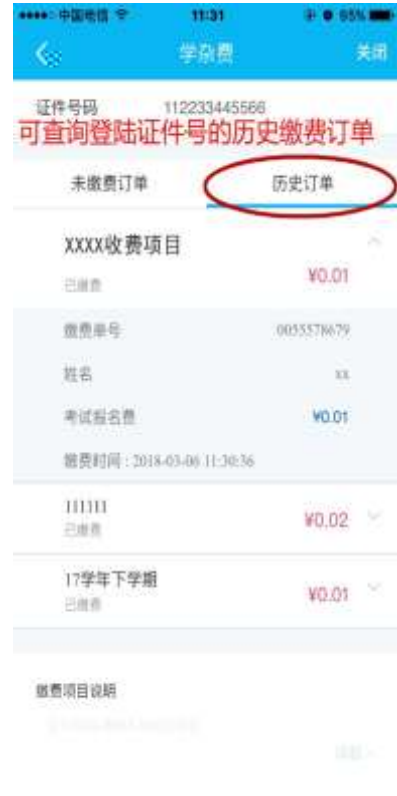 中国电信 11:31 95%
学杂费 关闭
证件号码 112233445566
可查询登陆证件号的历史缴费订单
未缴费订单 历史订单
XXXX收费项目
已缴费 ¥0.01
缴费单号 0055578679
姓名 xx
考试报名费 ¥0.01
缴费时间：2018-03-06 11:30:36
111111
已缴费 ¥0.02
17学年下学期
已缴费 ¥0.01
缴费项目说明